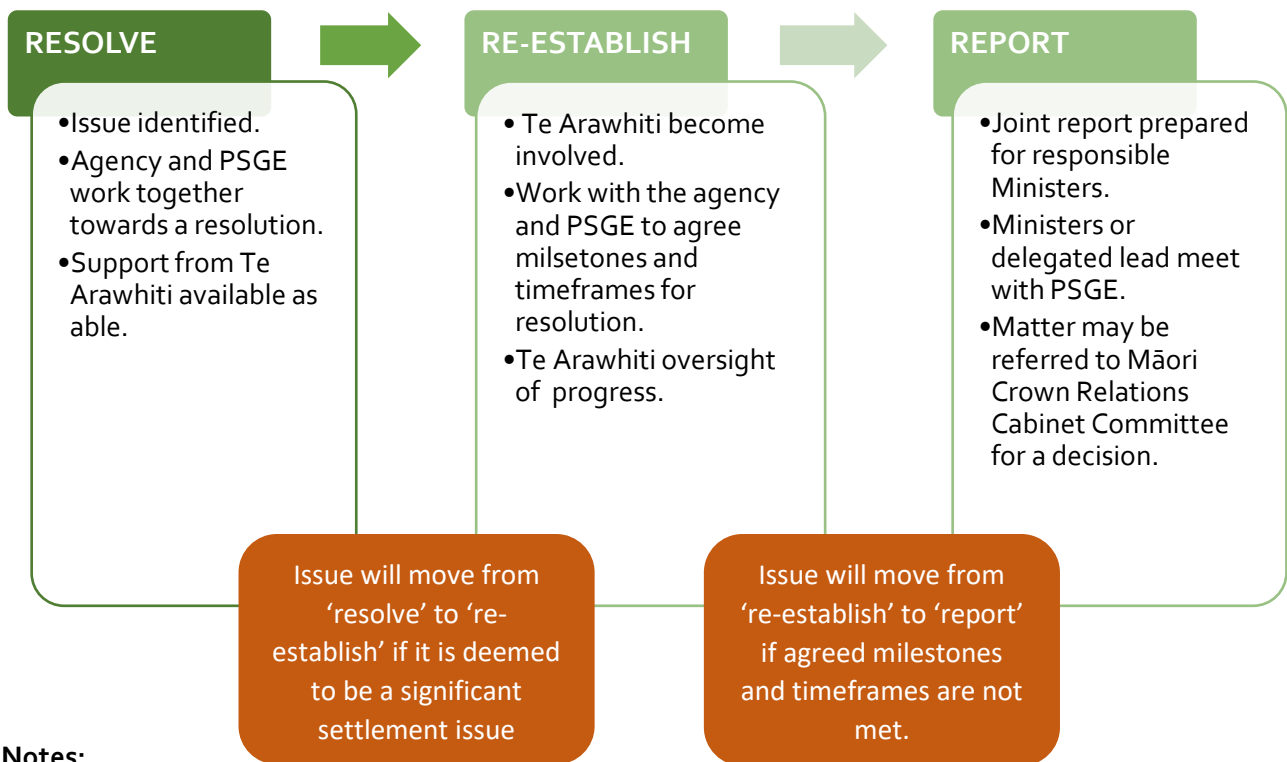 RESOLVE
•Issue identified.
•Agency and PSGE
work together
towards a resolution.
•Support from Te
Arawhiti available as
able.
RE-ESTABLISH
• Te Arawhiti become
involved.
•Work with the agency
and PSGE to agree
milsetones and
timeframes for
resolution.
•Te Arawhiti oversight
of progress.
REPORT
•Joint report prepared
for responsible
Ministers.
•Ministers or
delegated lead meet
with PSGE.
•Matter may be
referred to Māori
Crown Relations
Cabinet Committee
for a decision.
Issue will move from
‘resolve’ to ‘re-
establish’ if it is deemed
to be a significant
settlement issue
Issue will move from
‘re-establish’ to ‘report’
if agreed milestones
and timeframes are not
met.
Notes: